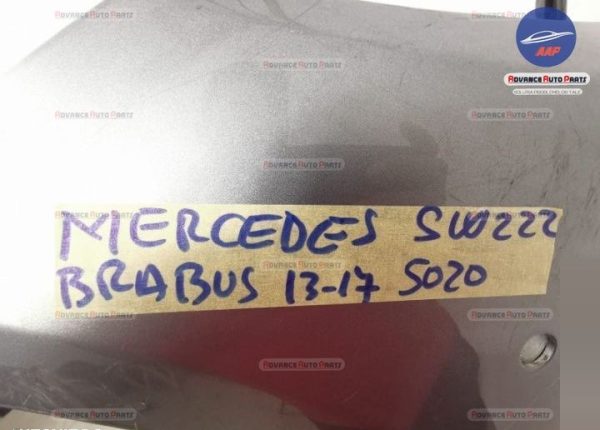 AAP
ADVANCE AUTO PARTS
MERCEDES SW222
BRABUS 13-17 5020